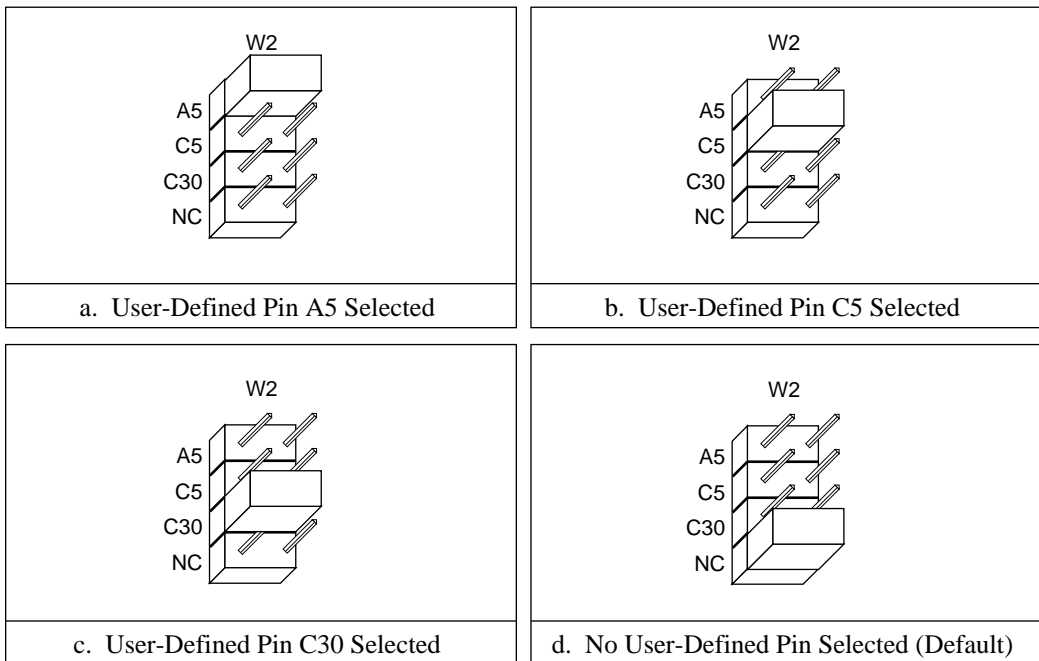 W2
A5
C5
C30
NC
a. User-Defined Pin A5 Selected
W2
A5
C5
C30
NC
b. User-Defined Pin C5 Selected
W2
A5
C5
C30
NC
c. User-Defined Pin C30 Selected
W2
A5
C5
C30
NC
d. No User-Defined Pin Selected (Default)